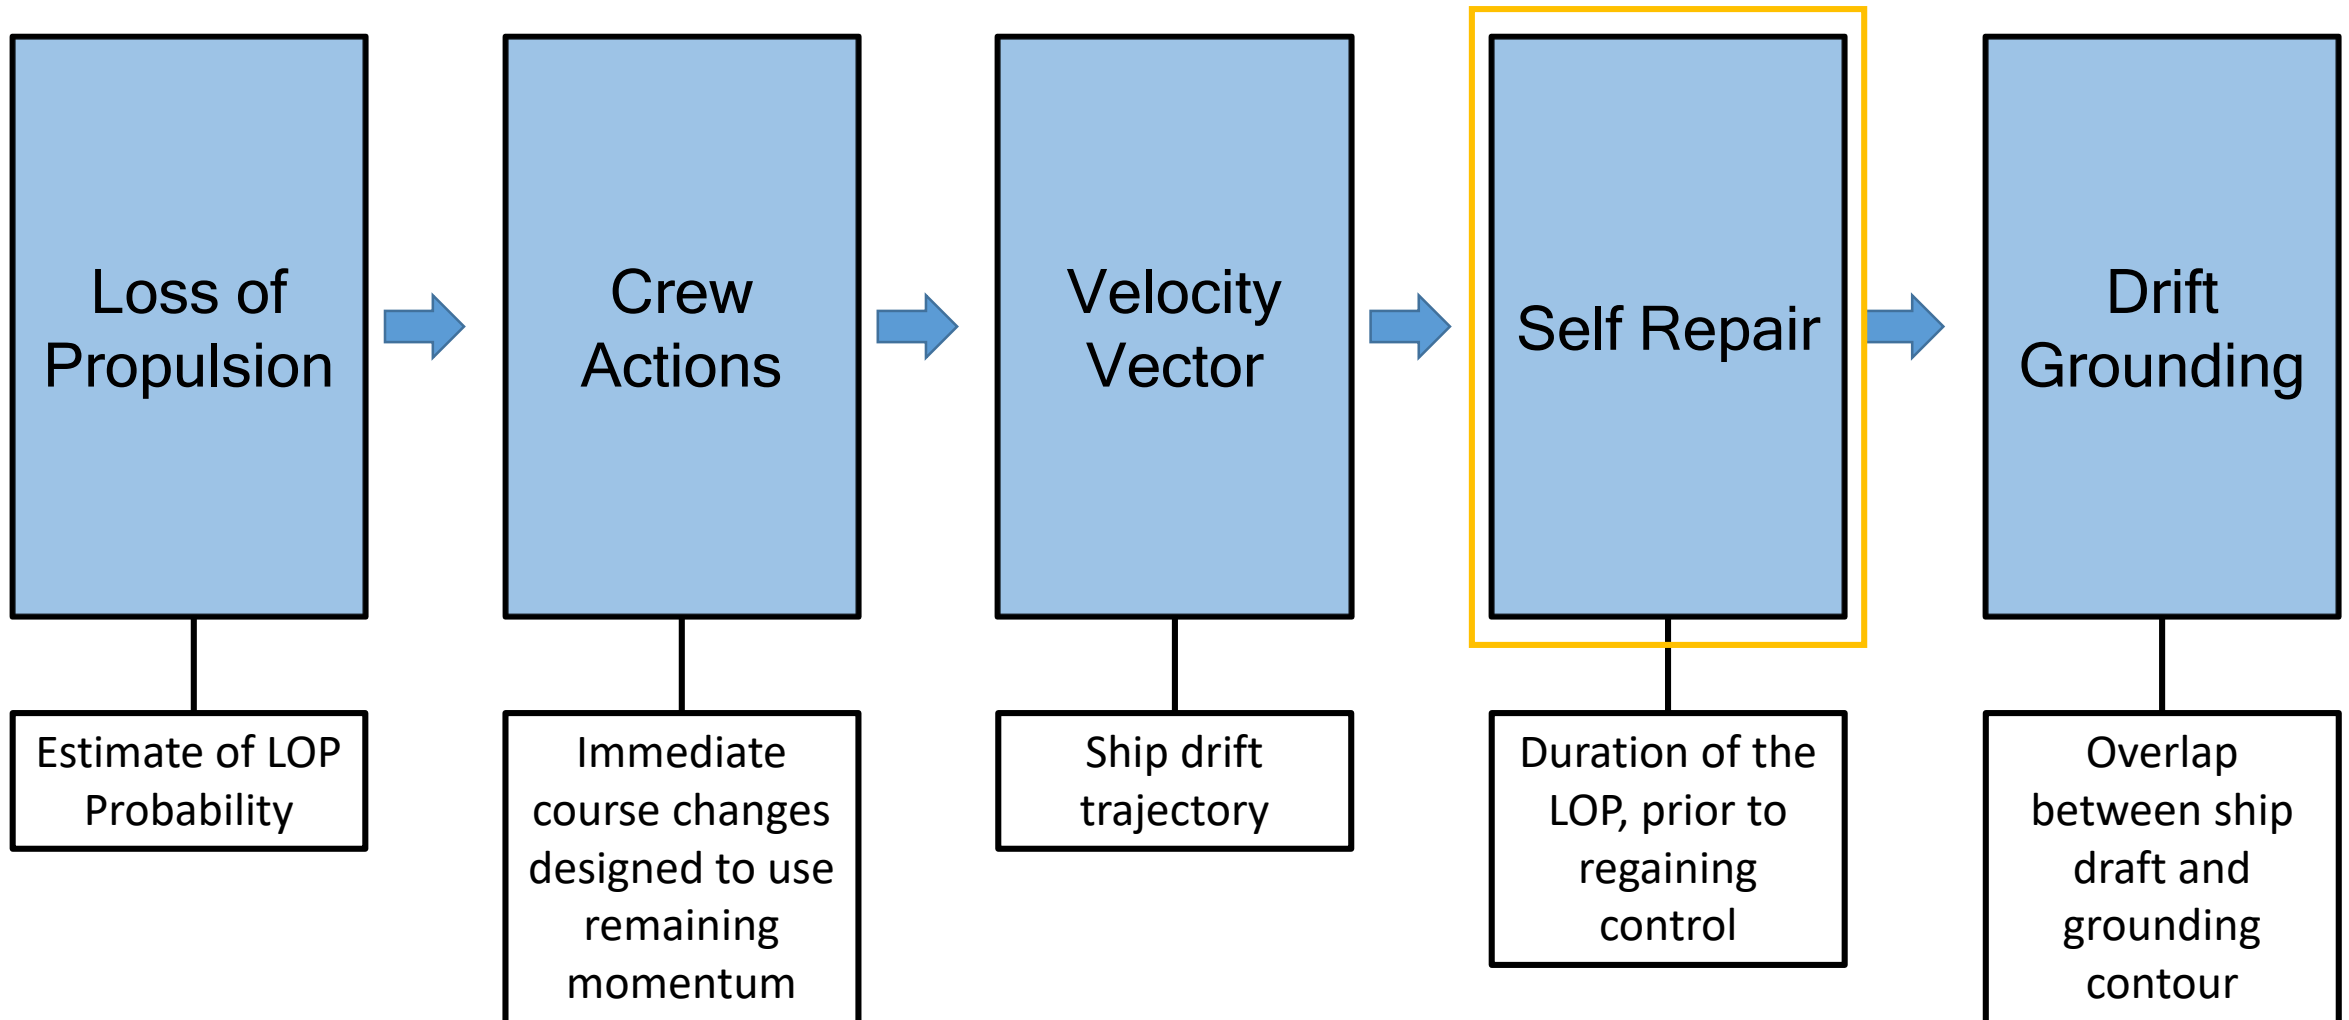 Loss of
Propulsion
Crew
Actions
Velocity
Vector
Self Repair
Drift
Grounding
Estimate of LOP
Probability
Immediate
course changes
designed to use
remaining
momentum
Ship drift
trajectory
Duration of the
LOP, prior to
regaining
control
Overlap
between ship
draft and
grounding
contour